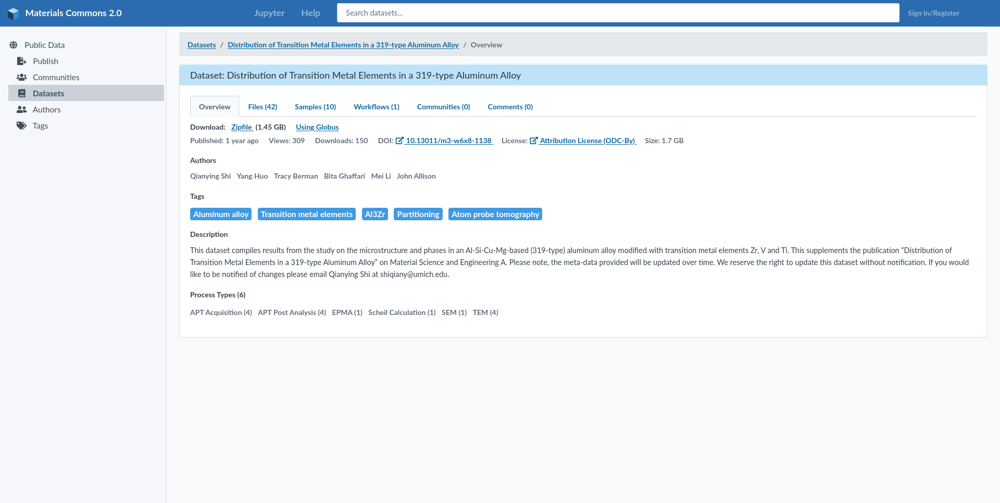 Materials Commons 2.0
Jupyter Help Search datasets... Sign in/Register
Public Data
Publish
Communities
Datasets
Authors
Tags
Datasets / Distribution of Transition Metal Elements in a 319-type Aluminum Alloy / Overview
Dataset: Distribution of Transition Metal Elements in a 319-type Aluminum Alloy
Overview Files (42) Samples (10) Workflows (1) Communities (0) Comments (0)
Download: Zipfile (1.45 GB) Using Globus
Published: 1 year ago Views: 309 Downloads: 150 DOI: 10.13011/m3-w6x8-1138 License: Attribution License (ODC-By) Size: 1.7 GB
Authors
Qianying Shi Yang Huo Tracy Berman Bita Ghaffari Mei Li John Allison
Tags
Aluminum alloy Transition metal elements Al3Zr Partitioning Atom probe tomography
Description
This dataset compiles results from the study on the microstructure and phases in an Al-Si-Cu-Mg-based (319-type) aluminum alloy modified with transition metal elements Zr, V and Ti. This supplements the publication “Distribution of
Transition Metal Elements in a 319-type Aluminum Alloy” on Material Science and Engineering A. Please note, the meta-data provided will be updated over time. We reserve the right to update this dataset without notification. If you would
like to be notified of changes please email Qianying Shi at shiqiany@umich.edu.
Process Types (6)
APT Acquisition (4) APT Post Analysis (4) EPMA (1) Scheil Calculation (1) SEM (1) TEM (4)